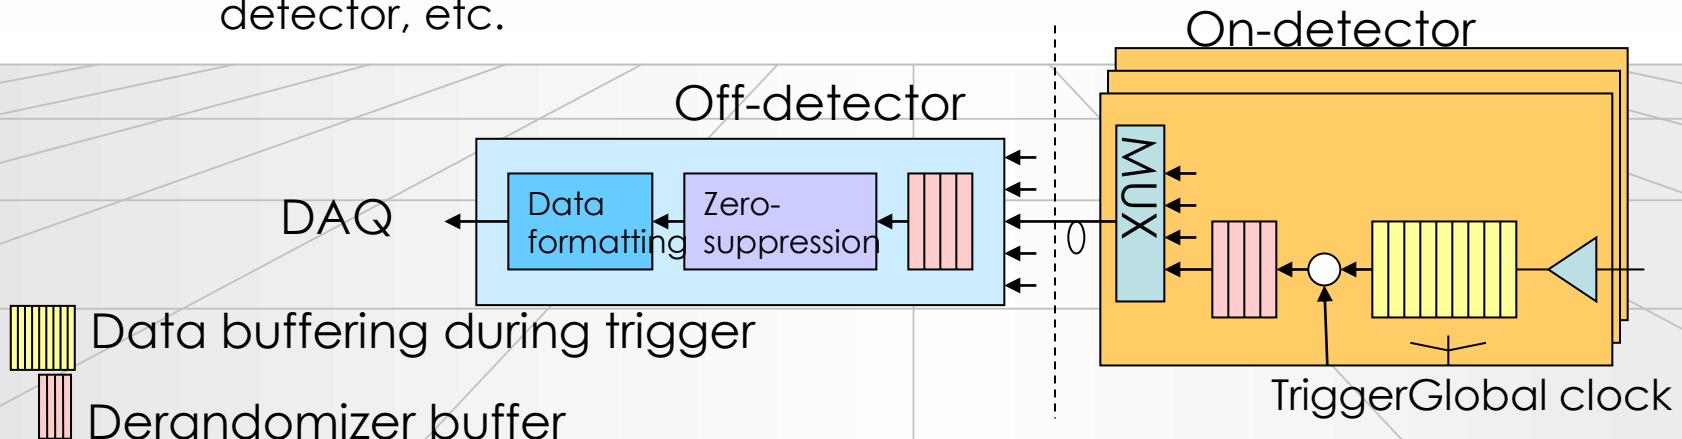 detector, etc.
On-detector
Off-detector
MUX
DAQ
Data
formatting
Zero-
suppression
Data buffering during trigger
Derandomizer buffer
Trigger
Global clock